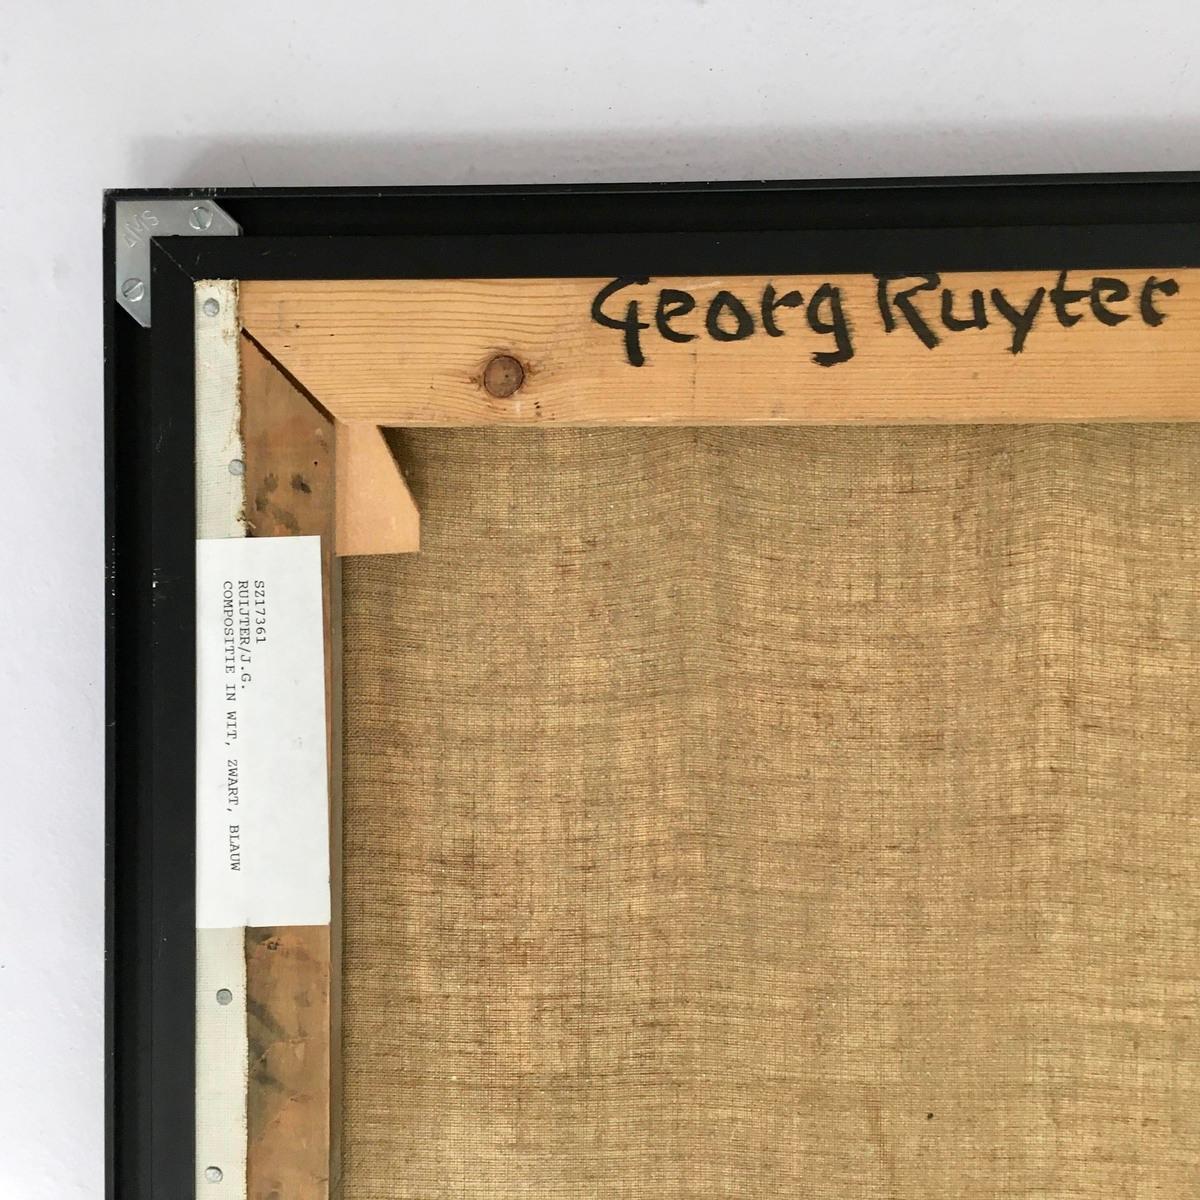 Georg Ruyter
SZ17361
RUIJTER/J.G.
COMPOSITIE IN WIT, ZWART, BLAUW